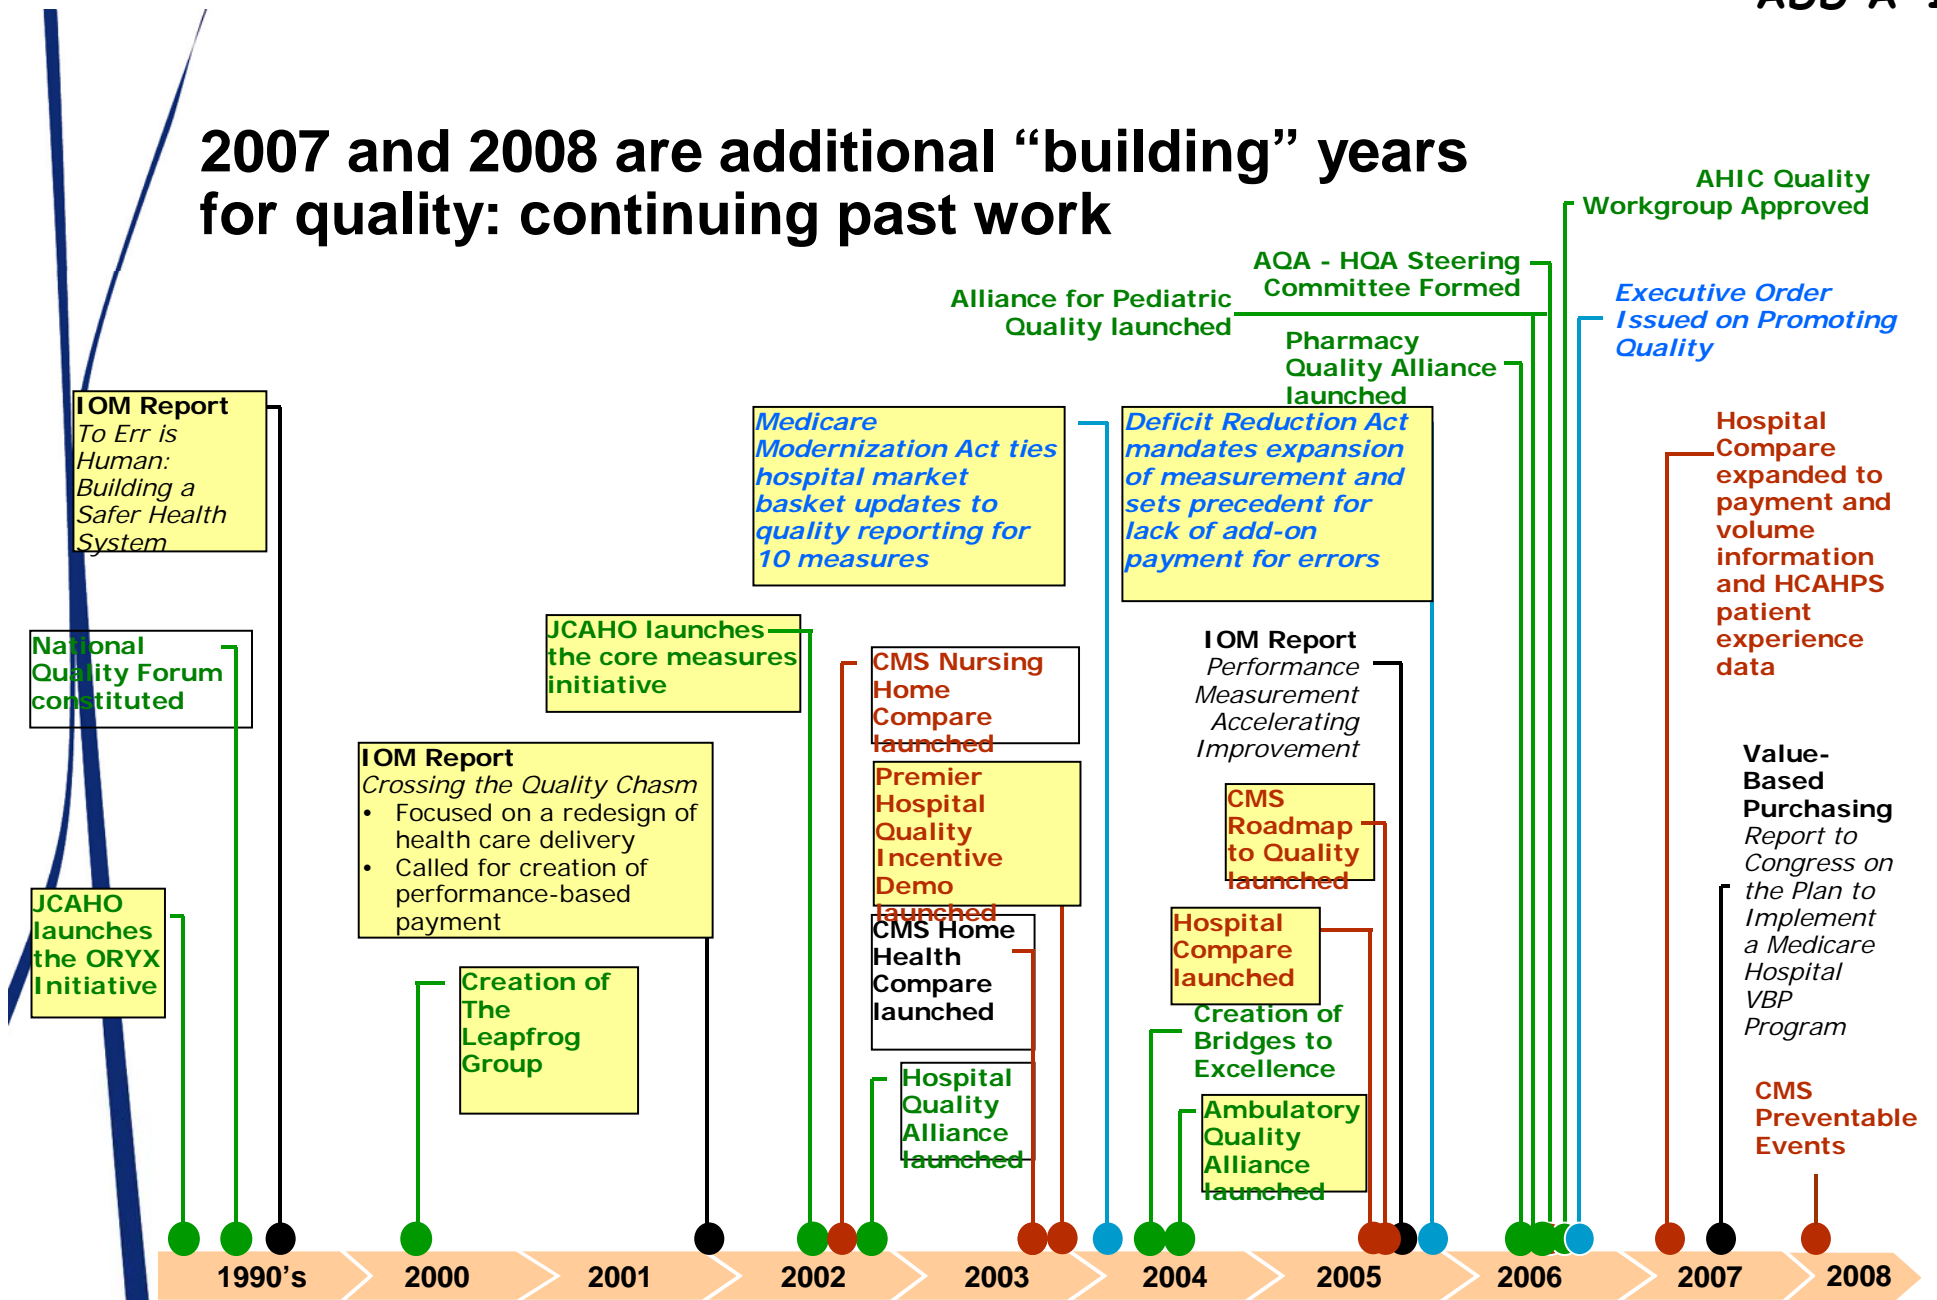 2007 and 2008 are additional “building” years
for quality: continuing past work
AHIC Quality
Workgroup Approved
AQA - HQA Steering
Committee Formed
Alliance for Pediatric
Quality launched
Executive Order
Issued on Promoting
Quality
Pharmacy
Quality Alliance
launched
IOM Report
To Err is
Human:
Building a
Safer Health
System
Medicare
Modernization Act ties
hospital market
basket updates to
quality reporting for
10 measures
Deficit Reduction Act
mandates expansion
of measurement and
sets precedent for
lack of add-on
payment for errors
Hospital
Compare
expanded to
payment and
volume
information
and HCAHPS
patient
experience
data
National
Quality Forum
constituted
JCAHO launches
the core measures
initiative
CMS Nursing
Home
Compare
launched
IOM Report
Performance
Measurement
Accelerating
Improvement
IOM Report
Crossing the Quality Chasm
• Focused on a redesign of
health care delivery
• Called for creation of
performance-based
payment
Premier
Hospital
Quality
Incentive
Demo
launched
CMS
Roadmap
to Quality
launched
Value-
Based
Purchasing
Report to
Congress on
the Plan to
Implement
a Medicare
Hospital
VBP
Program
JCAHO
launches
the ORYX
Initiative
CMS Home
Health
Compare
launched
Hospital
Compare
launched
Creation of
The
Leapfrog
Group
Creation of
Bridges to
Excellence
Hospital
Quality
Alliance
launched
Ambulatory
Quality
Alliance
launched
CMS
Preventable
Events
1990’s
2000
2001
2002
2003
2004
2005
2006
2007
2008